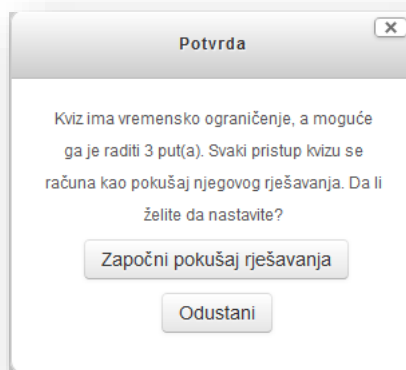 Potvrda
Kviz ima vremensko ograničenje, a moguće
ga je raditi 3 put(a). Svaki pristup kvizu se
računa kao pokušaj njegovog rješavanja. Da li
želite da nastavite?
Započni pokušaj rješavanja
Odustani